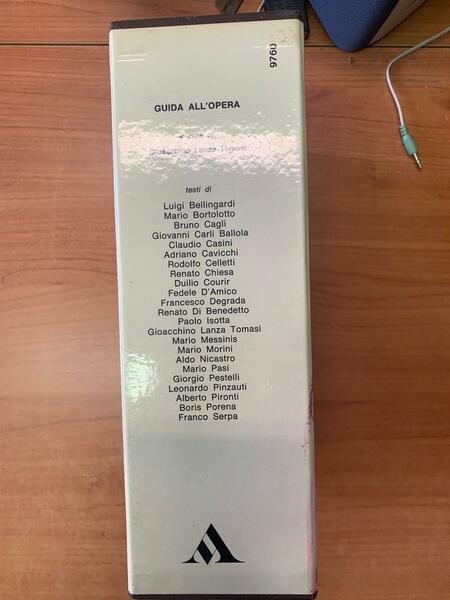 9760
GUIDA ALL'OPERA
a cura di
Gioacchino Lanza Tomasi
testi di
Luigi Bellingardi
Mario Bortolotto
Bruno Cagli
Giovanni Carli Ballola
Claudio Casini
Adriano Cavicchi
Rodolfo Celletti
Renato Chiesa
Duilio Courir
Fedele D'Amico
Francesco Degrada
Renato Di Benedetto
Paolo Isotta
Gioacchino Lanza Tomasi
Mario Messinis
Mario Morini
Aldo Nicastro
Mario Pasi
Giorgio Pestelli
Leonardo Pinzauti
Alberto Pironti
Boris Porena
Franco Serpa